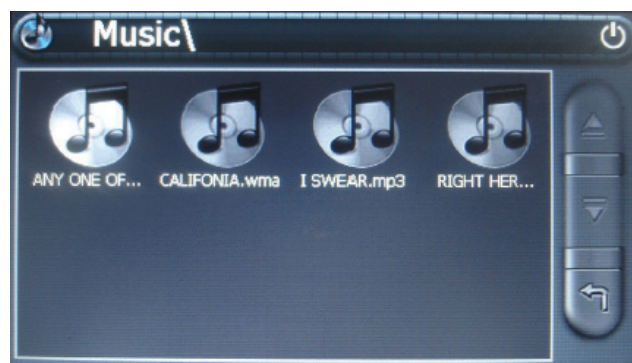 Music\
ANY ONE OF...
CALIFONIA.wma
I SWEAR.mp3
RIGHT HER...